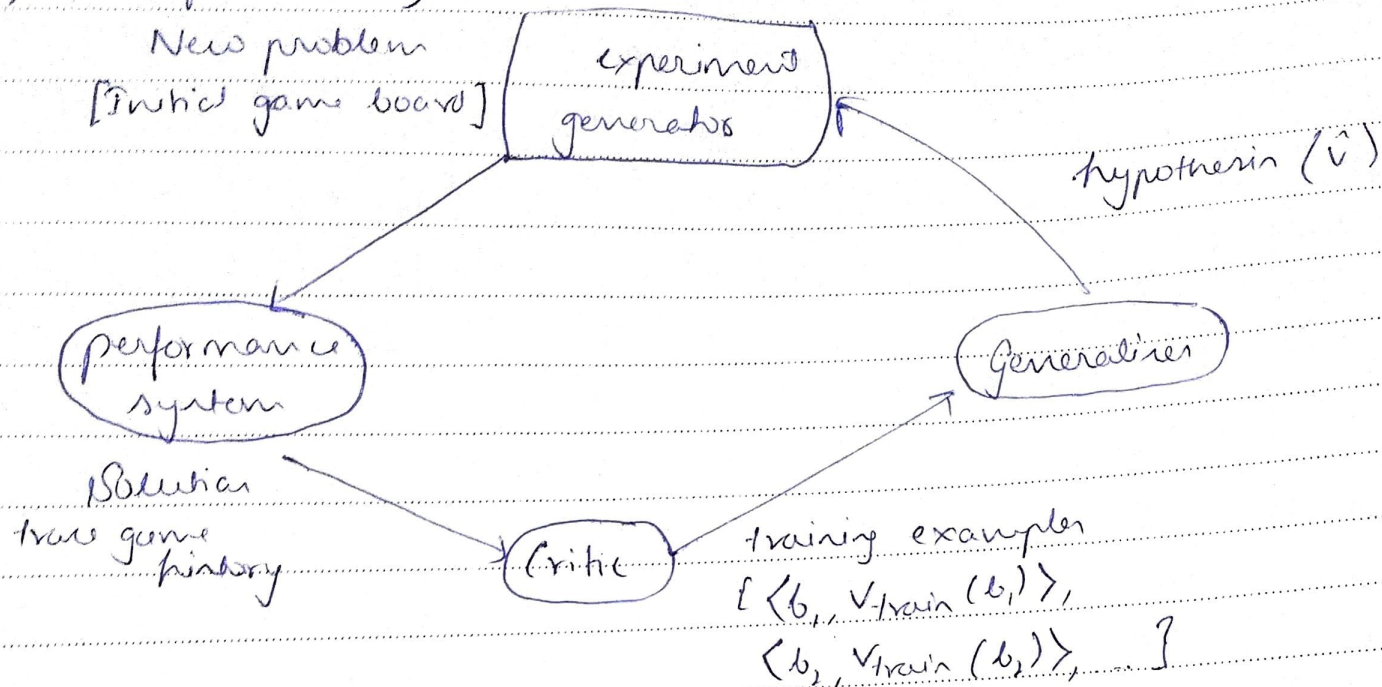 New problem
[Initial game board]
experiment
generator
hypothesis (v̂)
performance
system
Generalizer
Solution
trace game
history
Critic
training examples
[<b₁, Vtrain (b₁)>,
<b₂, Vtrain (b₂)>, .... ]